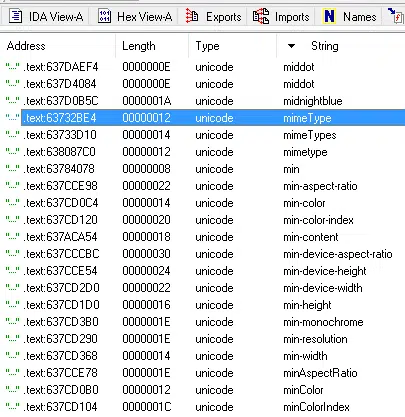 IDA View-A Hex View-A Exports Imports N Names
Address Length Type String
"..." .text:637DAEF4 0000000E unicode middot
"..." .text:637D4084 0000000E unicode middot
"..." .text:637D0B5C 0000001A unicode midnightblue
"..." .text:63732BE4 00000012 unicode mimeType
"..." .text:63733D10 00000014 unicode mimeTypes
"..." .text:638087C0 00000012 unicode mimetype
"..." .text:63784078 00000008 unicode min
"..." .text:637CCE98 00000022 unicode min-aspect-ratio
"..." .text:637CD0C4 00000014 unicode min-color
"..." .text:637CD120 00000020 unicode min-color-index
"..." .text:637ACA54 00000018 unicode min-content
"..." .text:637CCCBC 00000030 unicode min-device-aspect-ratio
"..." .text:637CCE54 00000024 unicode min-device-height
"..." .text:637CD2D0 00000022 unicode min-device-width
"..." .text:637CD1D0 00000016 unicode min-height
"..." .text:637CD3B0 0000001E unicode min-monochrome
"..." .text:637CD290 0000001E unicode min-resolution
"..." .text:637CD368 00000014 unicode min-width
"..." .text:637CCE78 0000001E unicode minAspectRatio
"..." .text:637CD0B0 00000012 unicode minColor
"..." .text:637CD104 0000001C unicode minColorIndex